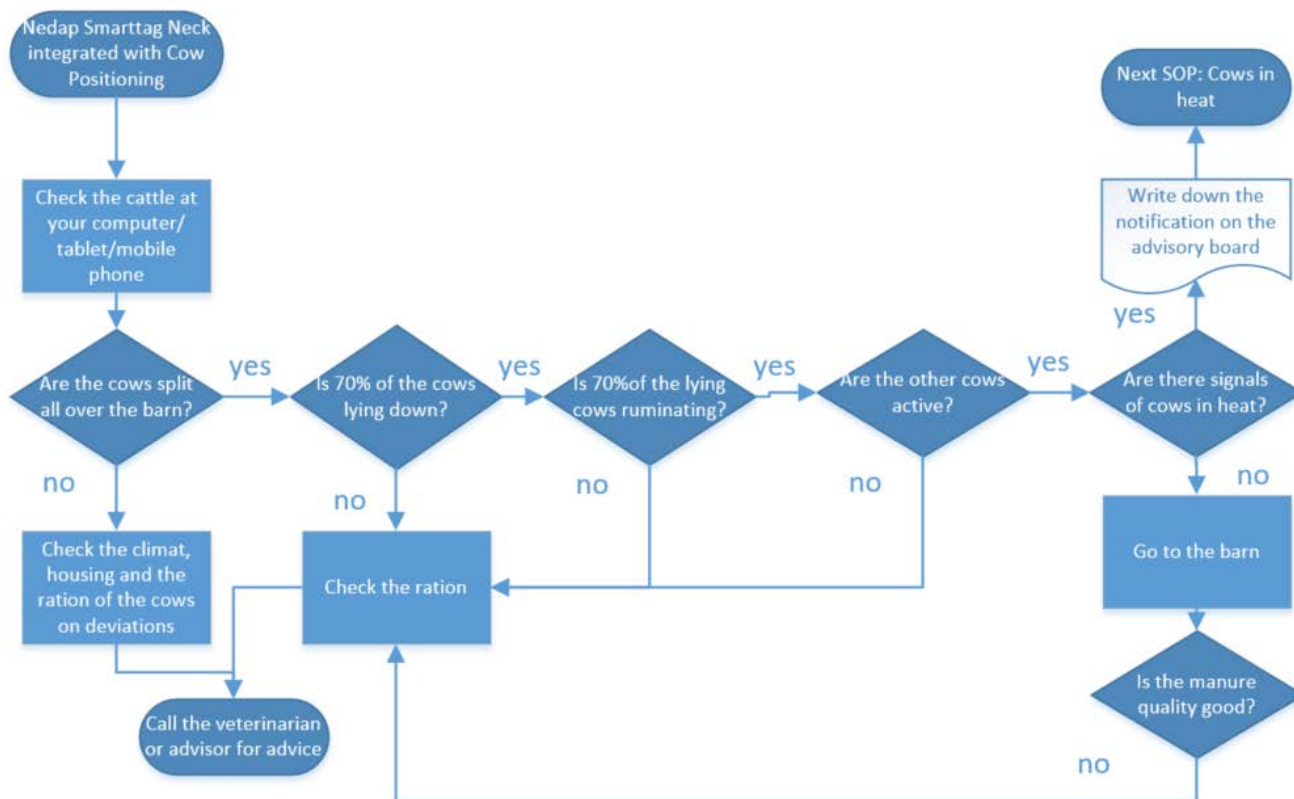 Nedap Smarttag Neck
integrated with Cow
Positioning
Next SOP: Cows in
heat
Check the cattle at
your computer/
tablet/mobile
phone
Write down the
notification on the
advisory board
yes
Are the cows split
all over the barn?
yes
Is 70% of the cows
lying down?
yes
Is 70%of the lying
cows ruminating?
yes
Are the other cows
active?
yes
Are there signals
of cows in heat?
no
no
no
no
no
Check the climat,
housing and the
ration of the cows
on deviations
Check the ration
Go to the barn
Is the manure
quality good?
Call the veterinarian
or advisor for advice
no